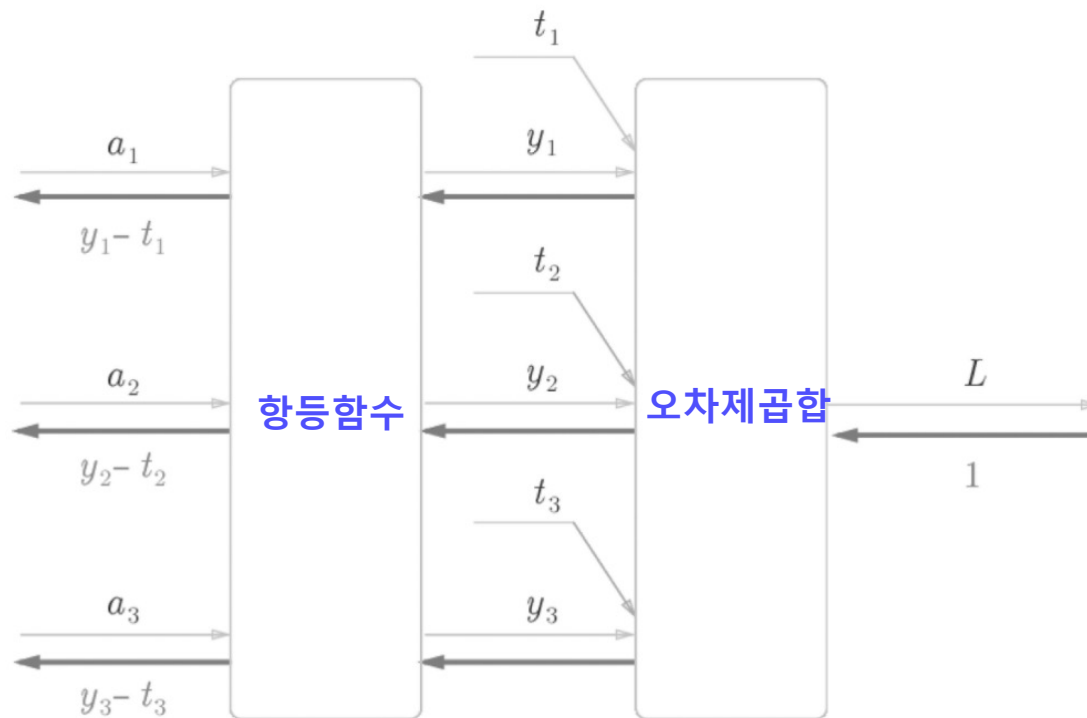 t₁
a₁
y₁
y₁ − t₁
t₂
a₂
y₂
L
항등함수
오차제곱합
y₂ − t₂
1
t₃
a₃
y₃
y₃ − t₃